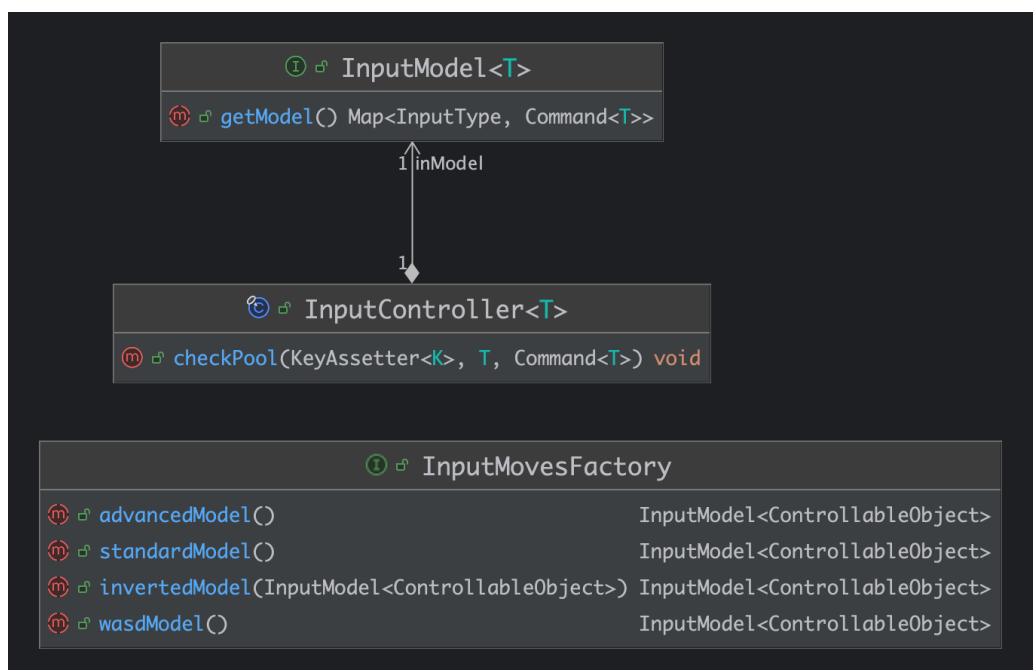 InputModel<T>
getModel() Map<InputType, Command<T>>
1 inModel
1
InputController<T>
checkPool(KeyAssetter<K>, T, Command<T>) void
InputMovesFactory
advancedModel() InputModel<ControllableObject>
standardModel() InputModel<ControllableObject>
invertedModel(InputModel<ControllableObject>) InputModel<ControllableObject>
wasdModel() InputModel<ControllableObject>